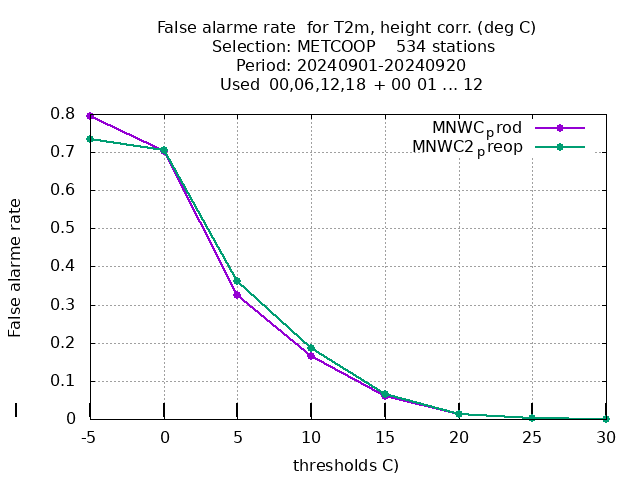 False alarme rate  for T2m, height corr. (deg C)
Selection: METCOOP    534 stations
Period: 20240901-20240920
Used  00,06,12,18 + 00 01 ... 12
MNWCprod
MNWC2preop
0.8
0.7
0.6
0.5
0.4
0.3
0.2
0.1
0
False alarme rate
-5 0 5 10 15 20 25 30
thresholds C)